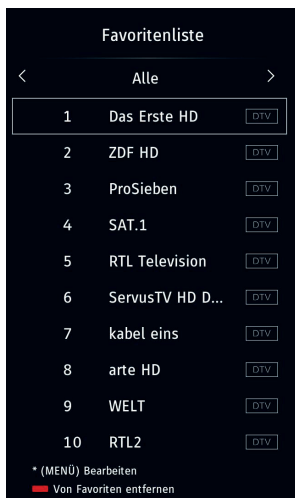 Favoritenliste
< Alle >
1 Das Erste HD DTV
2 ZDF HD DTV
3 ProSieben DTV
4 SAT.1 DTV
5 RTL Television DTV
6 ServusTV HD D... DTV
7 kabel eins DTV
8 arte HD DTV
9 WELT DTV
10 RTL2 DTV
* (MENÜ) Bearbeiten
Von Favoriten entfernen